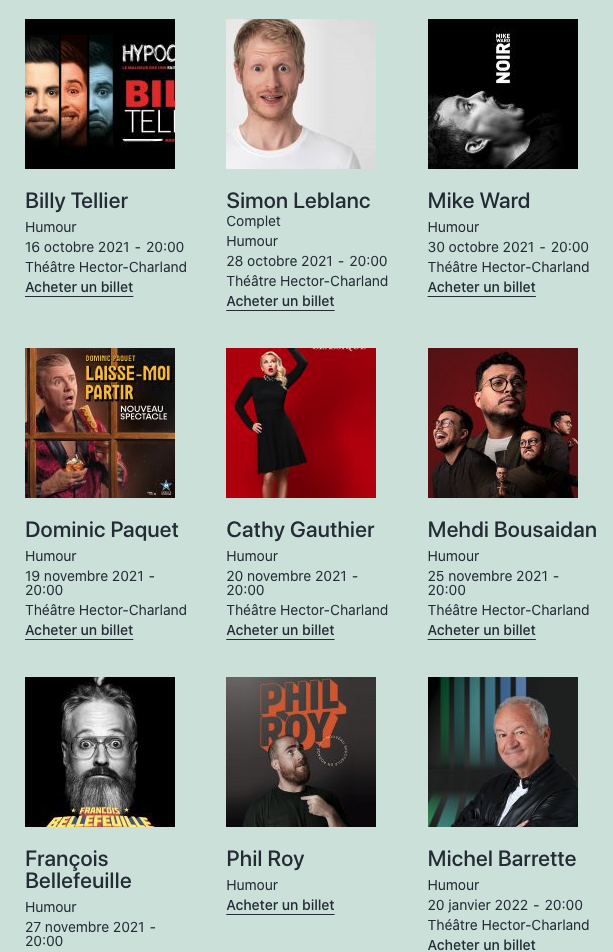 HYPOC
BIL
TELL
Billy Tellier
Humour
16 octobre 2021 - 20:00
Théâtre Hector-Charland
Acheter un billet
Simon Leblanc
Complet
Humour
28 octobre 2021 - 20:00
Théâtre Hector-Charland
Acheter un billet
MIKE
WARD
NOIR
Mike Ward
Humour
30 octobre 2021 - 20:00
Théâtre Hector-Charland
Acheter un billet
DOMINIC PAQUET
LAISSE-MOI
PARTIR
NOUVEAU
SPECTACLE
Dominic Paquet
Humour
19 novembre 2021 -
20:00
Théâtre Hector-Charland
Acheter un billet
Cathy Gauthier
Humour
20 novembre 2021 -
20:00
Théâtre Hector-Charland
Acheter un billet
Mehdi Bousaidan
Humour
25 novembre 2021 -
20:00
Théâtre Hector-Charland
Acheter un billet
FRANÇOIS
BELLEFEUILLE
François
Bellefeuille
Humour
27 novembre 2021 -
20:00
PHIL
ROY
Phil Roy
Humour
Acheter un billet
Michel Barrette
Humour
20 janvier 2022 - 20:00
Théâtre Hector-Charland
Acheter un billet